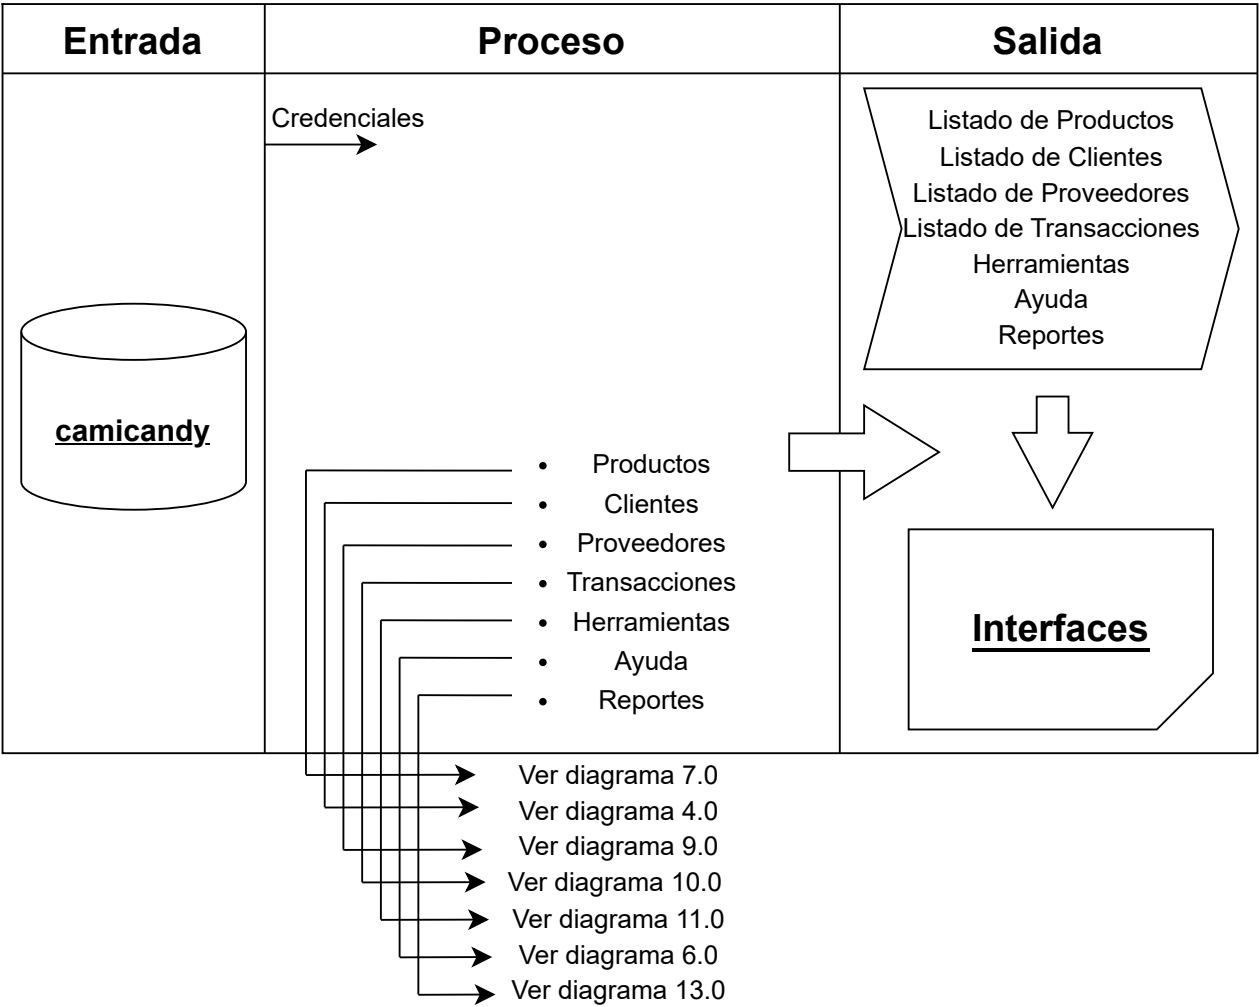 Entrada
Proceso
Salida
Credenciales
camicandy
• Productos
• Clientes
• Proveedores
• Transacciones
• Herramientas
• Ayuda
• Reportes
Listado de Productos
Listado de Clientes
Listado de Proveedores
Listado de Transacciones
Herramientas
Ayuda
Reportes
Interfaces
Ver diagrama 7.0
Ver diagrama 4.0
Ver diagrama 9.0
Ver diagrama 10.0
Ver diagrama 11.0
Ver diagrama 6.0
Ver diagrama 13.0